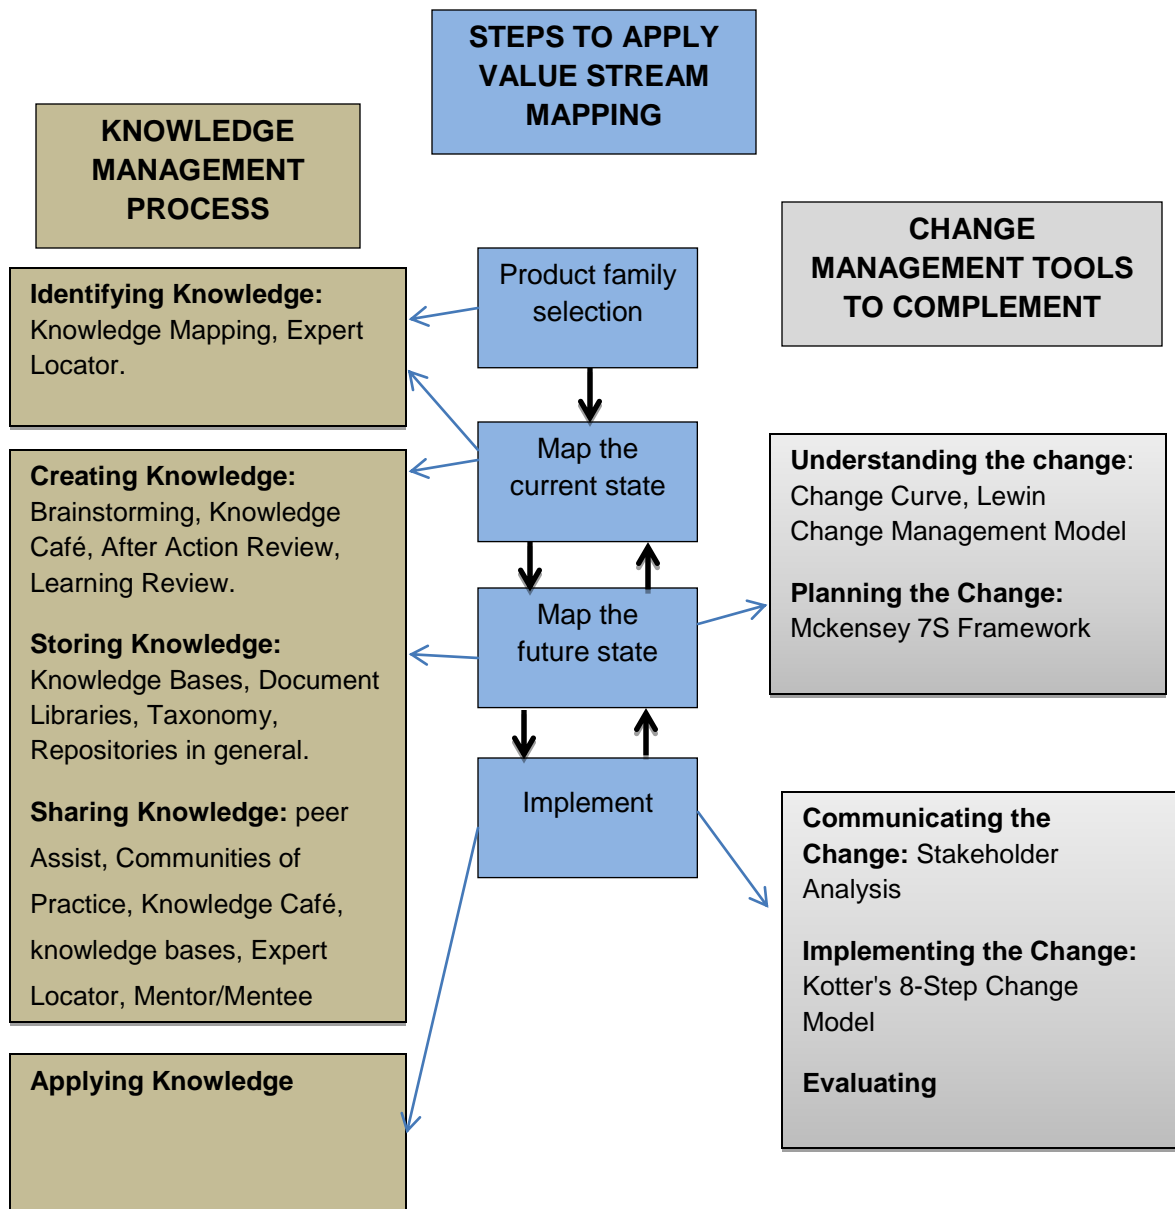 STEPS TO APPLY
VALUE STREAM
MAPPING
KNOWLEDGE
MANAGEMENT
PROCESS
CHANGE
MANAGEMENT TOOLS
TO COMPLEMENT
Identifying Knowledge:
Knowledge Mapping, Expert
Locator.
Creating Knowledge:
Brainstorming, Knowledge
Café, After Action Review,
Learning Review.
Storing Knowledge:
Knowledge Bases, Document
Libraries, Taxonomy,
Repositories in general.
Sharing Knowledge: peer
Assist, Communities of
Practice, Knowledge Café,
knowledge bases, Expert
Locator, Mentor/Mentee
Applying Knowledge
Product family
selection
Map the
current state
Map the
future state
Implement
Understanding the change:
Change Curve, Lewin
Change Management Model
Planning the Change:
Mckensey 7S Framework
Communicating the
Change: Stakeholder
Analysis
Implementing the Change:
Kotter's 8-Step Change
Model
Evaluating